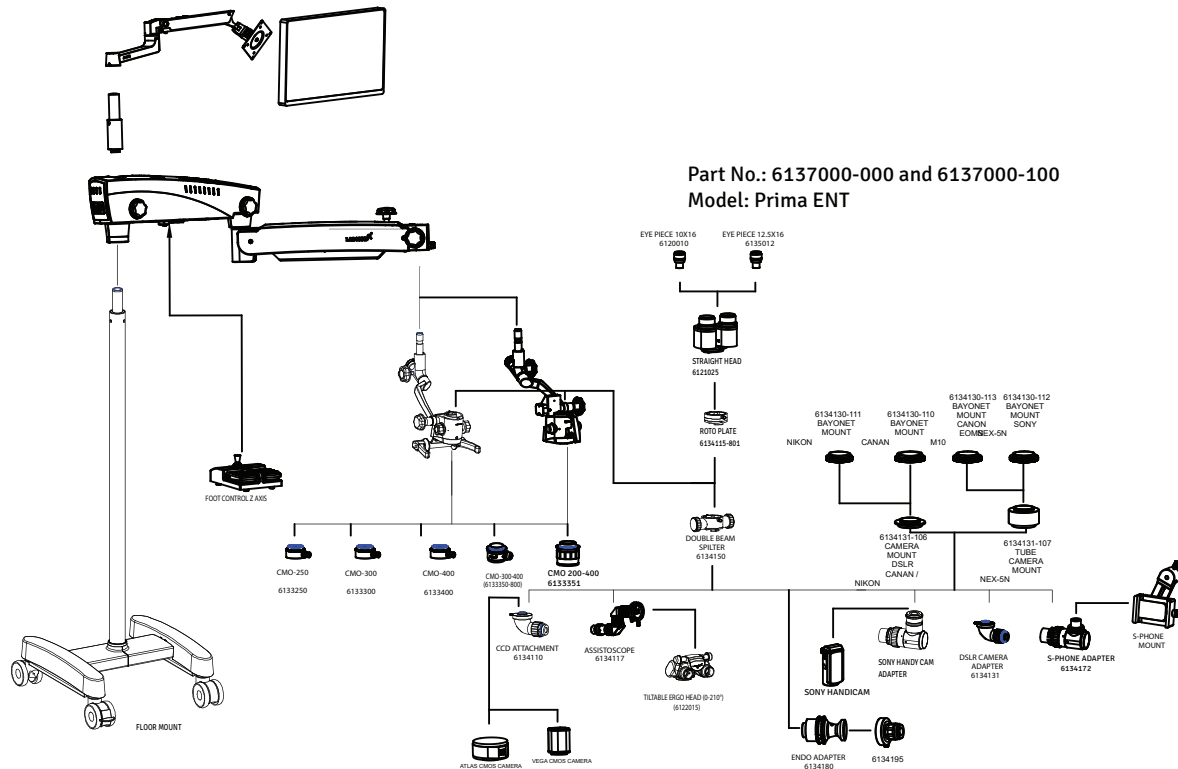 Part No.: 6137000-000 and 6137000-100
Model: Prima ENT
EYE PIECE 10X16
6120010
EYE PIECE 12.5X16
6135012
STRAIGHT HEAD
6121025
ROTO PLATE
6134115-801
6134130-111
BAYONET
MOUNT
NIKON
6134130-110
BAYONET
MOUNT
CANAN
M10
6134130-113
BAYONET
MOUNT
CANON
EOM
NEX-5N
6134130-112
BAYONET
MOUNT
SONY
FOOT CONTROL Z AXIS
DOUBLE BEAM
SPILTER
6134150
6134131-106
CAMERA
MOUNT
DSLR
CANAN /
NIKON
6134131-107
TUBE
CAMERA
MOUNT
NEX-5N
CMO-250
6133250
CMO-300
6133300
CMO-400
6133400
CMO-300-400
(6133350-800)
CMO 200-400
6133351
CCD ATTACHMENT
6134110
ASSISTOSCOPE
6134117
TILTABLE ERGO HEAD (0-210°)
(6122015)
SONY HANDICAM
SONY HANDY CAM
ADAPTER
DSLR CAMERA
ADAPTER
6134131
S-PHONE ADAPTER
6134172
S-PHONE
MOUNT
FLOOR MOUNT
ATLAS CMOS CAMERA
VEGA CMOS CAMERA
ENDO ADAPTER
6134180
6134195